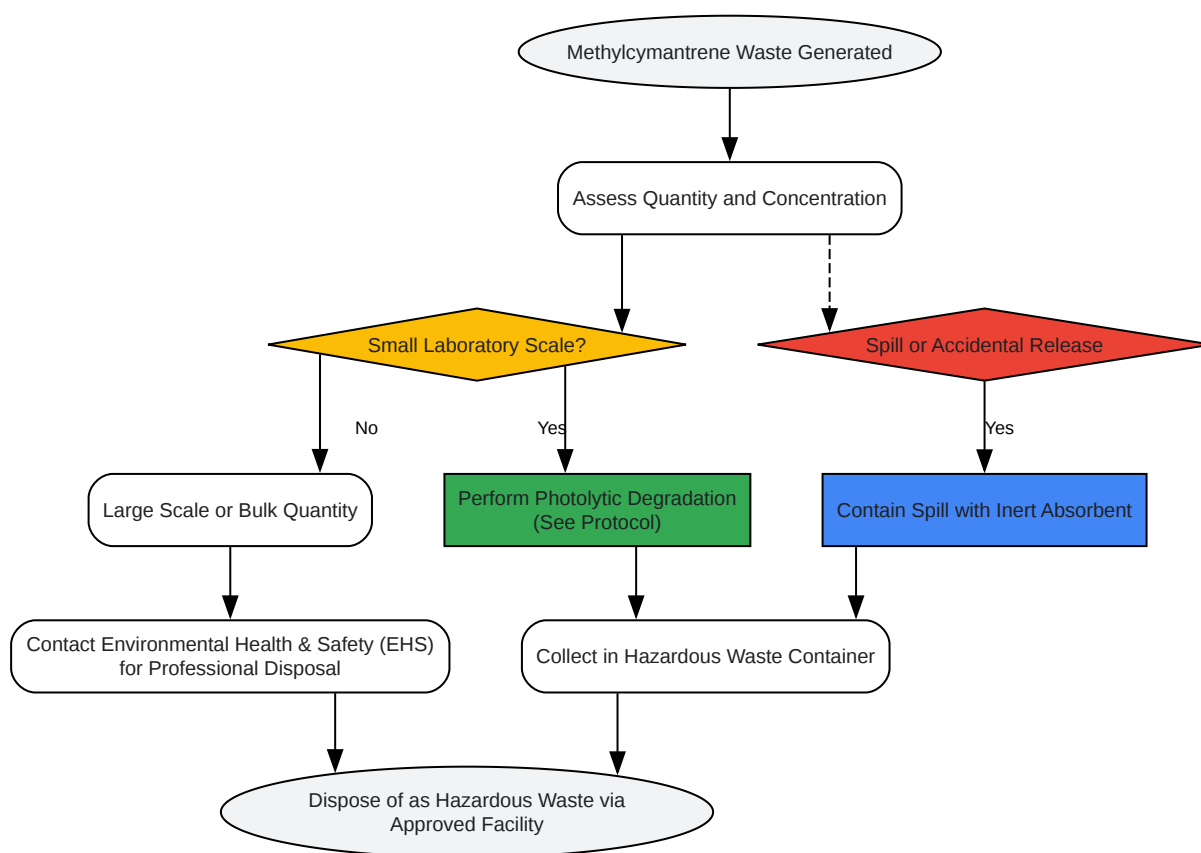 Methylcymantrene Waste Generated
Assess Quantity and Concentration
Small Laboratory Scale?
Spill or Accidental Release
No
Yes
Yes
Large Scale or Bulk Quantity
Perform Photolytic Degradation
(See Protocol)
Contain Spill with Inert Absorbent
Contact Environmental Health & Safety (EHS)
for Professional Disposal
Collect in Hazardous Waste Container
Dispose of as Hazardous Waste via
Approved Facility